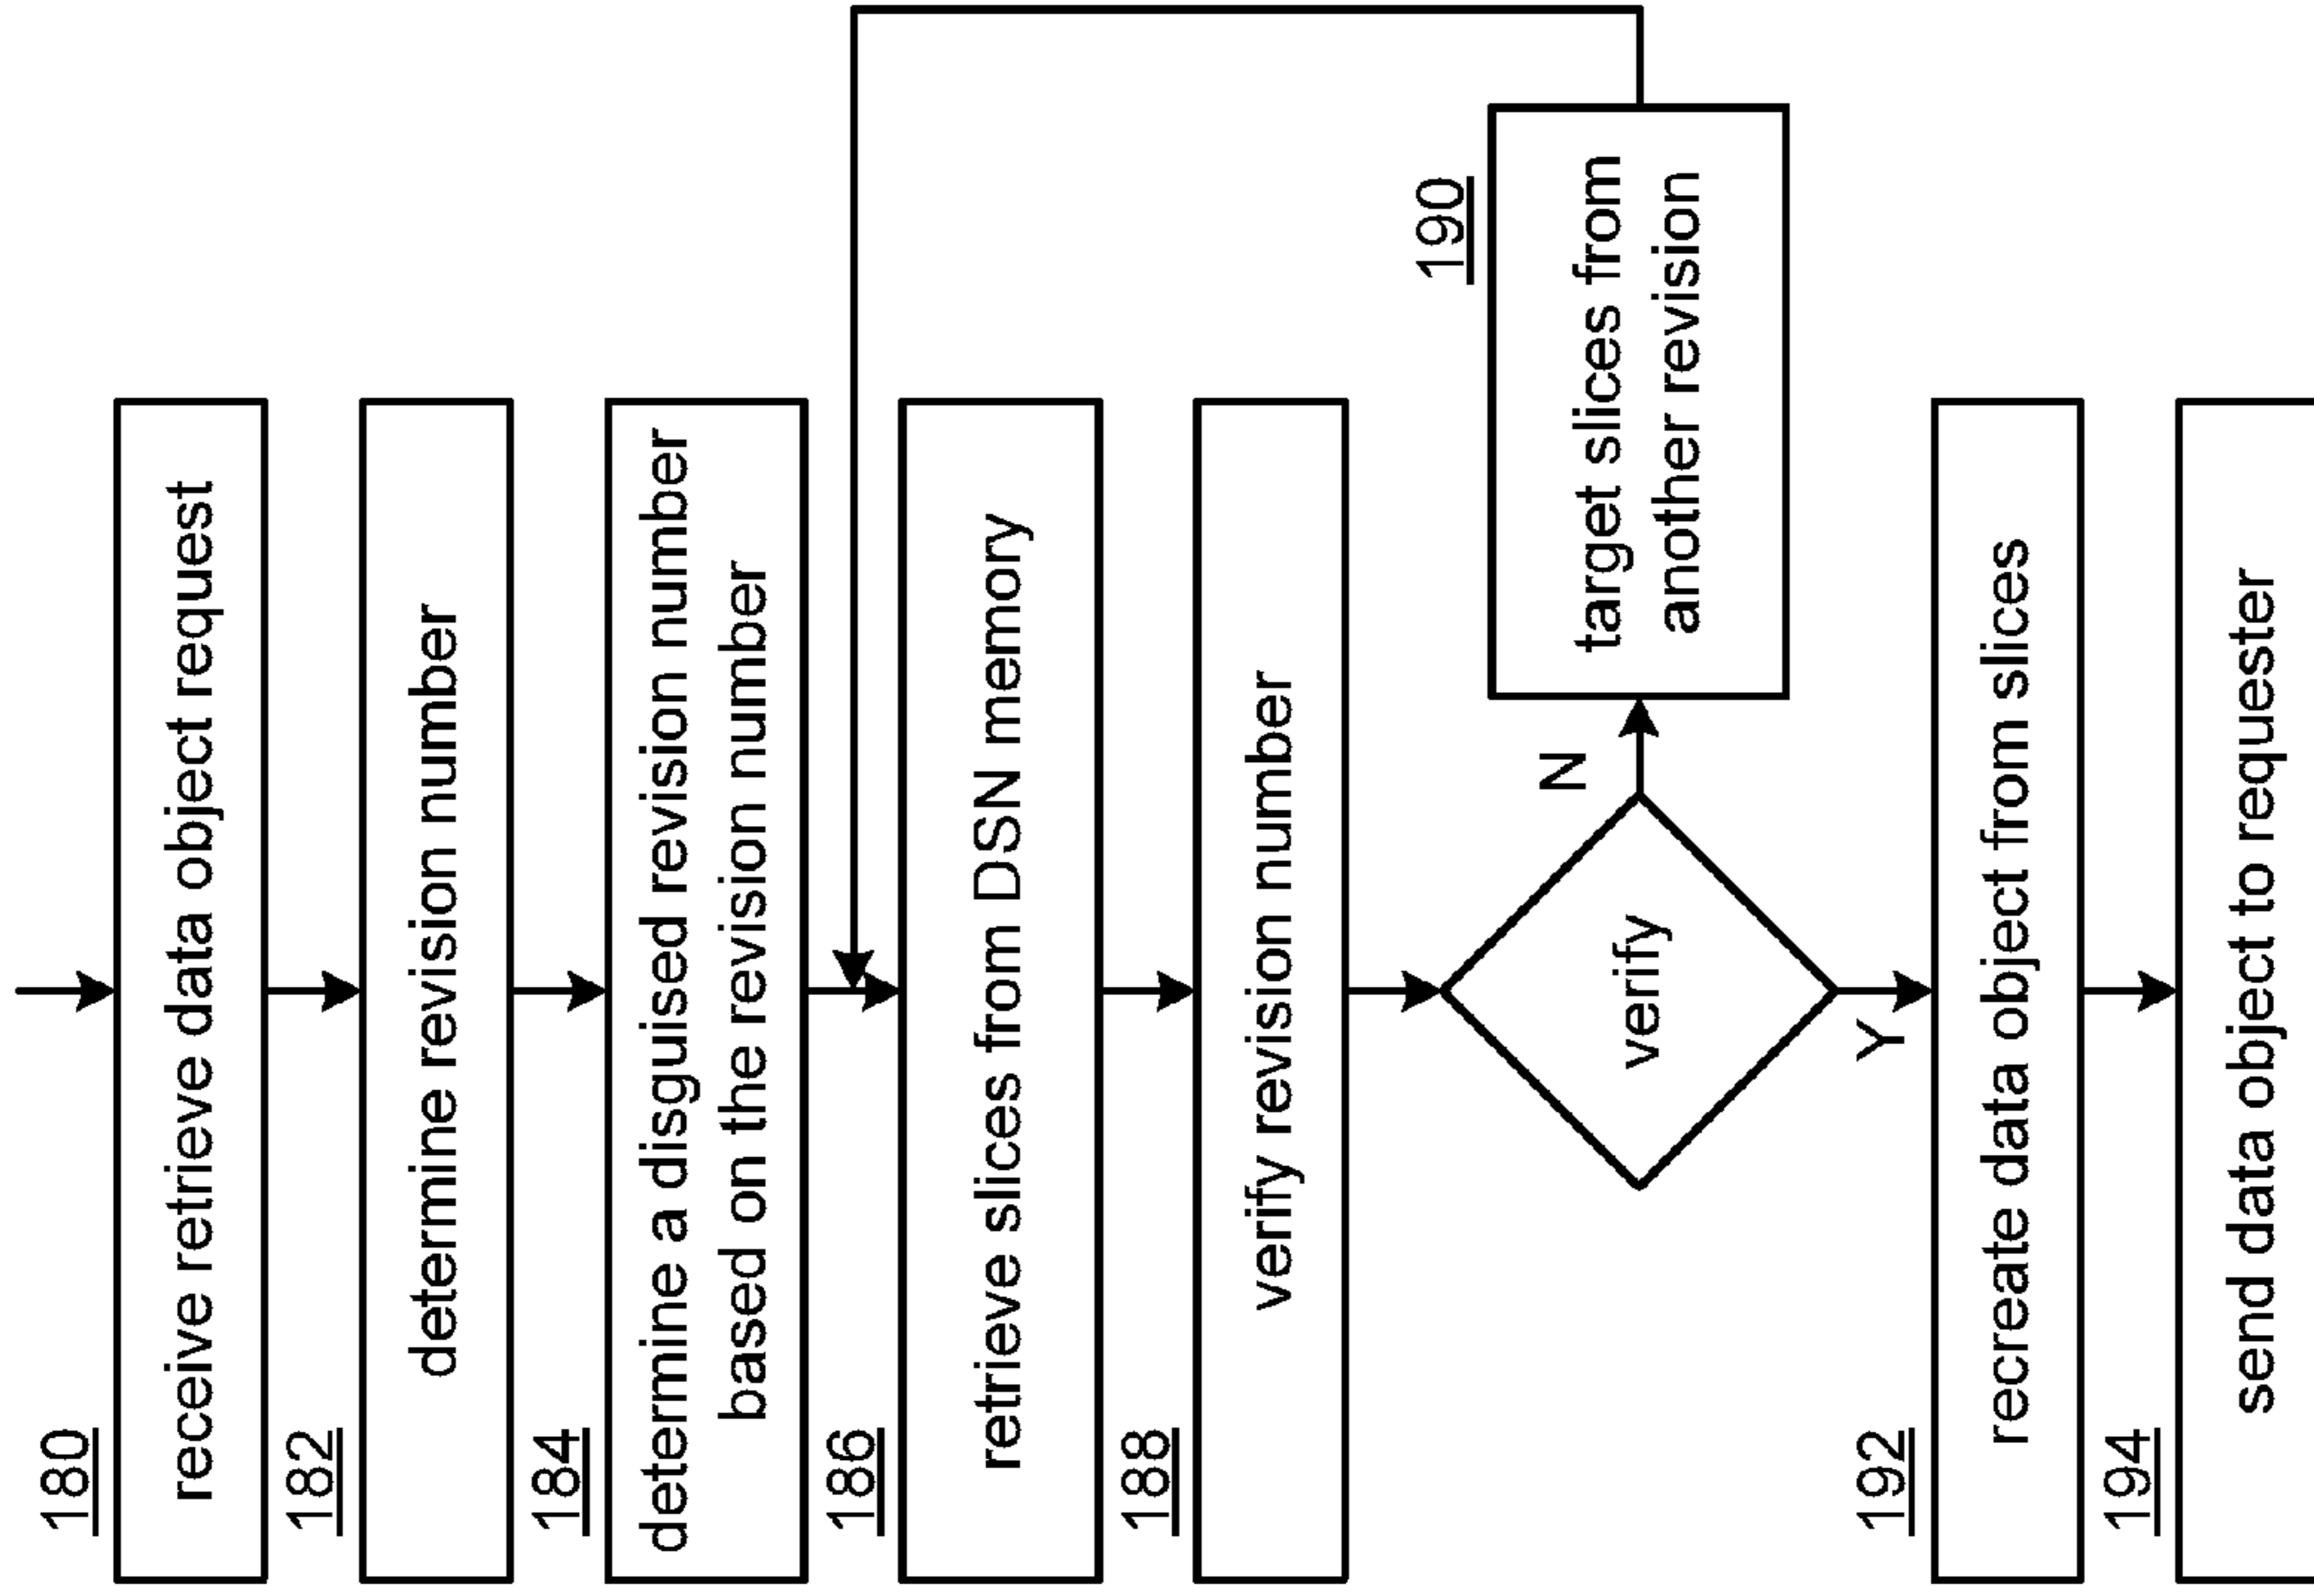 180
receive retrieve data object request
182
determine revision number
184
determine a disguised revision number
based on the revision number
186
retrieve slices from DSN memory
188
verify revision number
verify
N
190
target slices from
another revision
Y
192
recreate data object from slices
194
send data object to requester